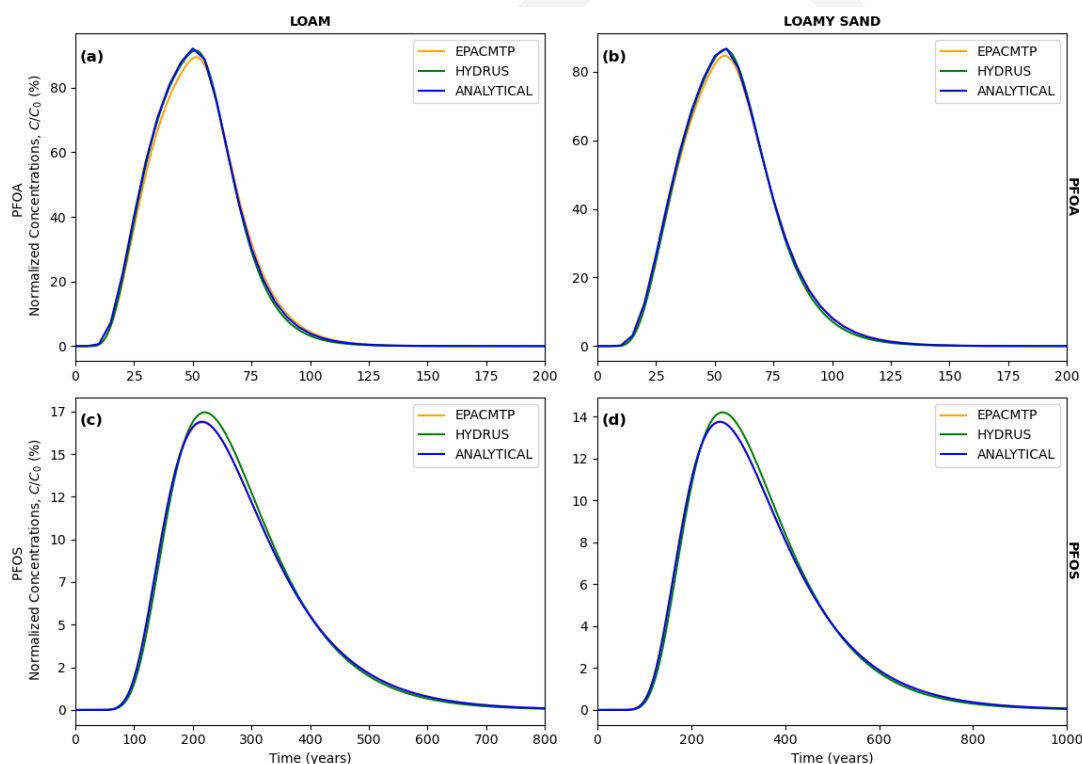 LOAM
LOAMY SAND
(a)
EPACMTP
HYDRUS
ANALYTICAL
PFOA
Normalized Concentrations, C/C₀ (%)
80
60
40
20
0
0 25 50 75 100 125 150 175 200
(b)
EPACMTP
HYDRUS
ANALYTICAL
80
60
40
20
0
0 25 50 75 100 125 150 175 200
PFOA
(c)
EPACMTP
HYDRUS
ANALYTICAL
PFOS
Normalized Concentrations, C/C₀ (%)
17
15
12
10
7
5
2
0
0 100 200 300 400 500 600 700 800
Time (years)
(d)
EPACMTP
HYDRUS
ANALYTICAL
14
12
10
8
6
4
2
0
0 200 400 600 800 1000
Time (years)
PFOS